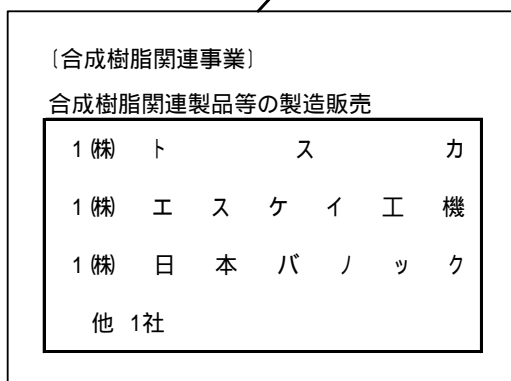 〔合成樹脂関連事業〕
合成樹脂関連製品等の製造販売
1 ㈱ トスカ
1 ㈱ エスケイ工機
1 ㈱ 日本バノック
他 1社